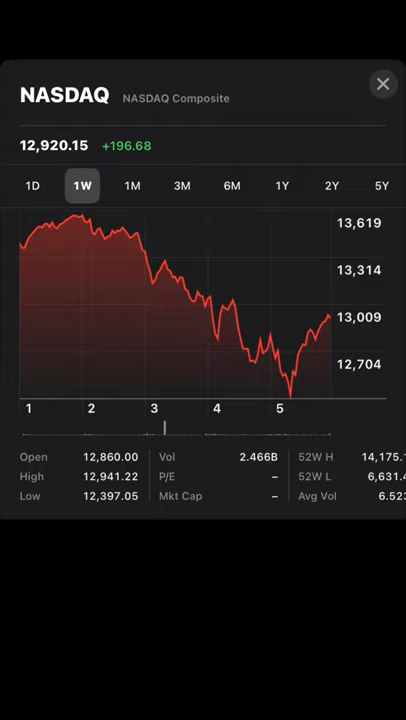 NASDAQ NASDAQ Composite
12,920.15 +196.68
1D 1W 1M 3M 6M 1Y 2Y 5Y
13,619
13,314
13,009
12,704
1 2 3 4 5
Open 12,860.00 Vol 2.466B 52W H 14,175.
High 12,941.22 P/E – 52W L 6,631.4
Low 12,397.05 Mkt Cap – Avg Vol 6.523